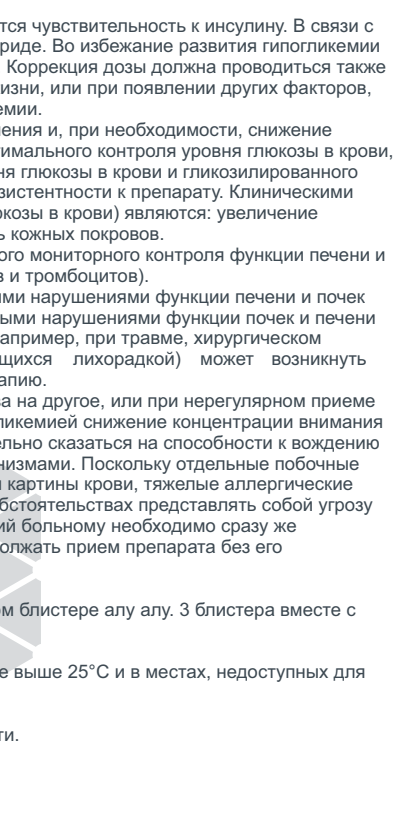 тся чувствительность к инсулину. В связи с
риде. Во избежание развития гипогликемии
Коррекция дозы должна проводиться также
изни, или при появлении других факторов,
емии.
ения и, при необходимости, снижение
тимального контроля уровня глюкозы в крови,
ня глюкозы в крови и гликозилированного
зистентности к препарату. Клиническими
козы в крови) являются: увеличение
ь кожных покровов.
ого мониторного контроля функции печени и
в и тромбоцитов).
ыми нарушениями функции печени и почек
ыми нарушениями функции почек и печени
апример, при травме, хирургическом
щихся лихорадкой) может возникнуть
апию.
а на другое, или при нерегулярном приеме
ликемией снижение концентрации внимания
ельно сказаться на способности к вождению
низмами. Поскольку отдельные побочные
и картины крови, тяжелые аллергические
бстоятельствах представлять собой угрозу
ий больному необходимо сразу же
олжать прием препарата без его
м блистере алу алу. 3 блистера вместе с
е выше 25°С и в местах, недоступных для
ти.